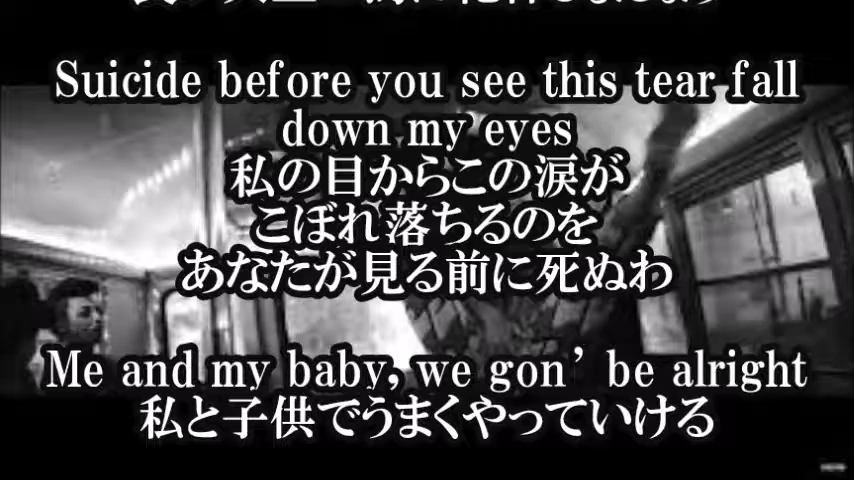 Suicide before you see this tear fall
down my eyes
私の目からこの涙が
こぼれ落ちるのを
あなたが見る前に死ぬわ
Me and my baby, we gon' be alright
私と子供でうまくやっていける